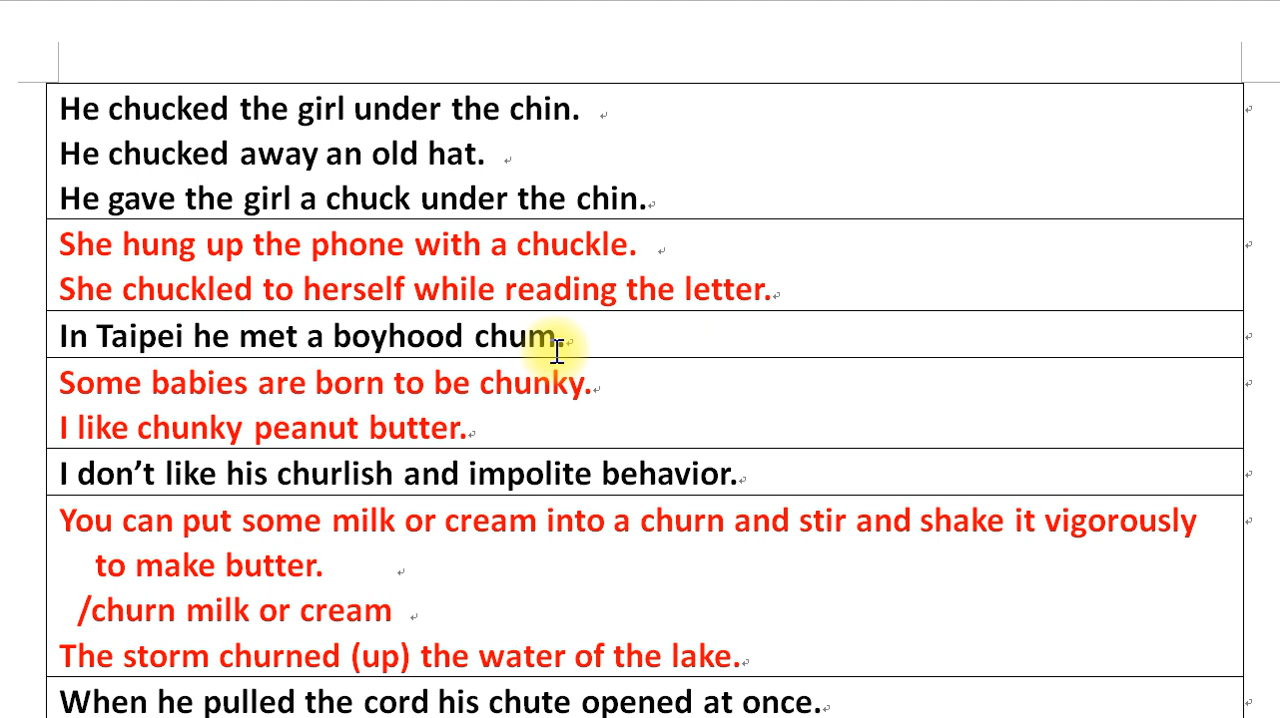 He chucked the girl under the chin.
He chucked away an old hat.
He gave the girl a chuck under the chin.
She hung up the phone with a chuckle.
She chuckled to herself while reading the letter.
In Taipei he met a boyhood chum.
Some babies are born to be chunky.
I like chunky peanut butter.
I don’t like his churlish and impolite behavior.
You can put some milk or cream into a churn and stir and shake it vigorously
to make butter.
/churn milk or cream
The storm churned (up) the water of the lake.
When he pulled the cord his chute opened at once.